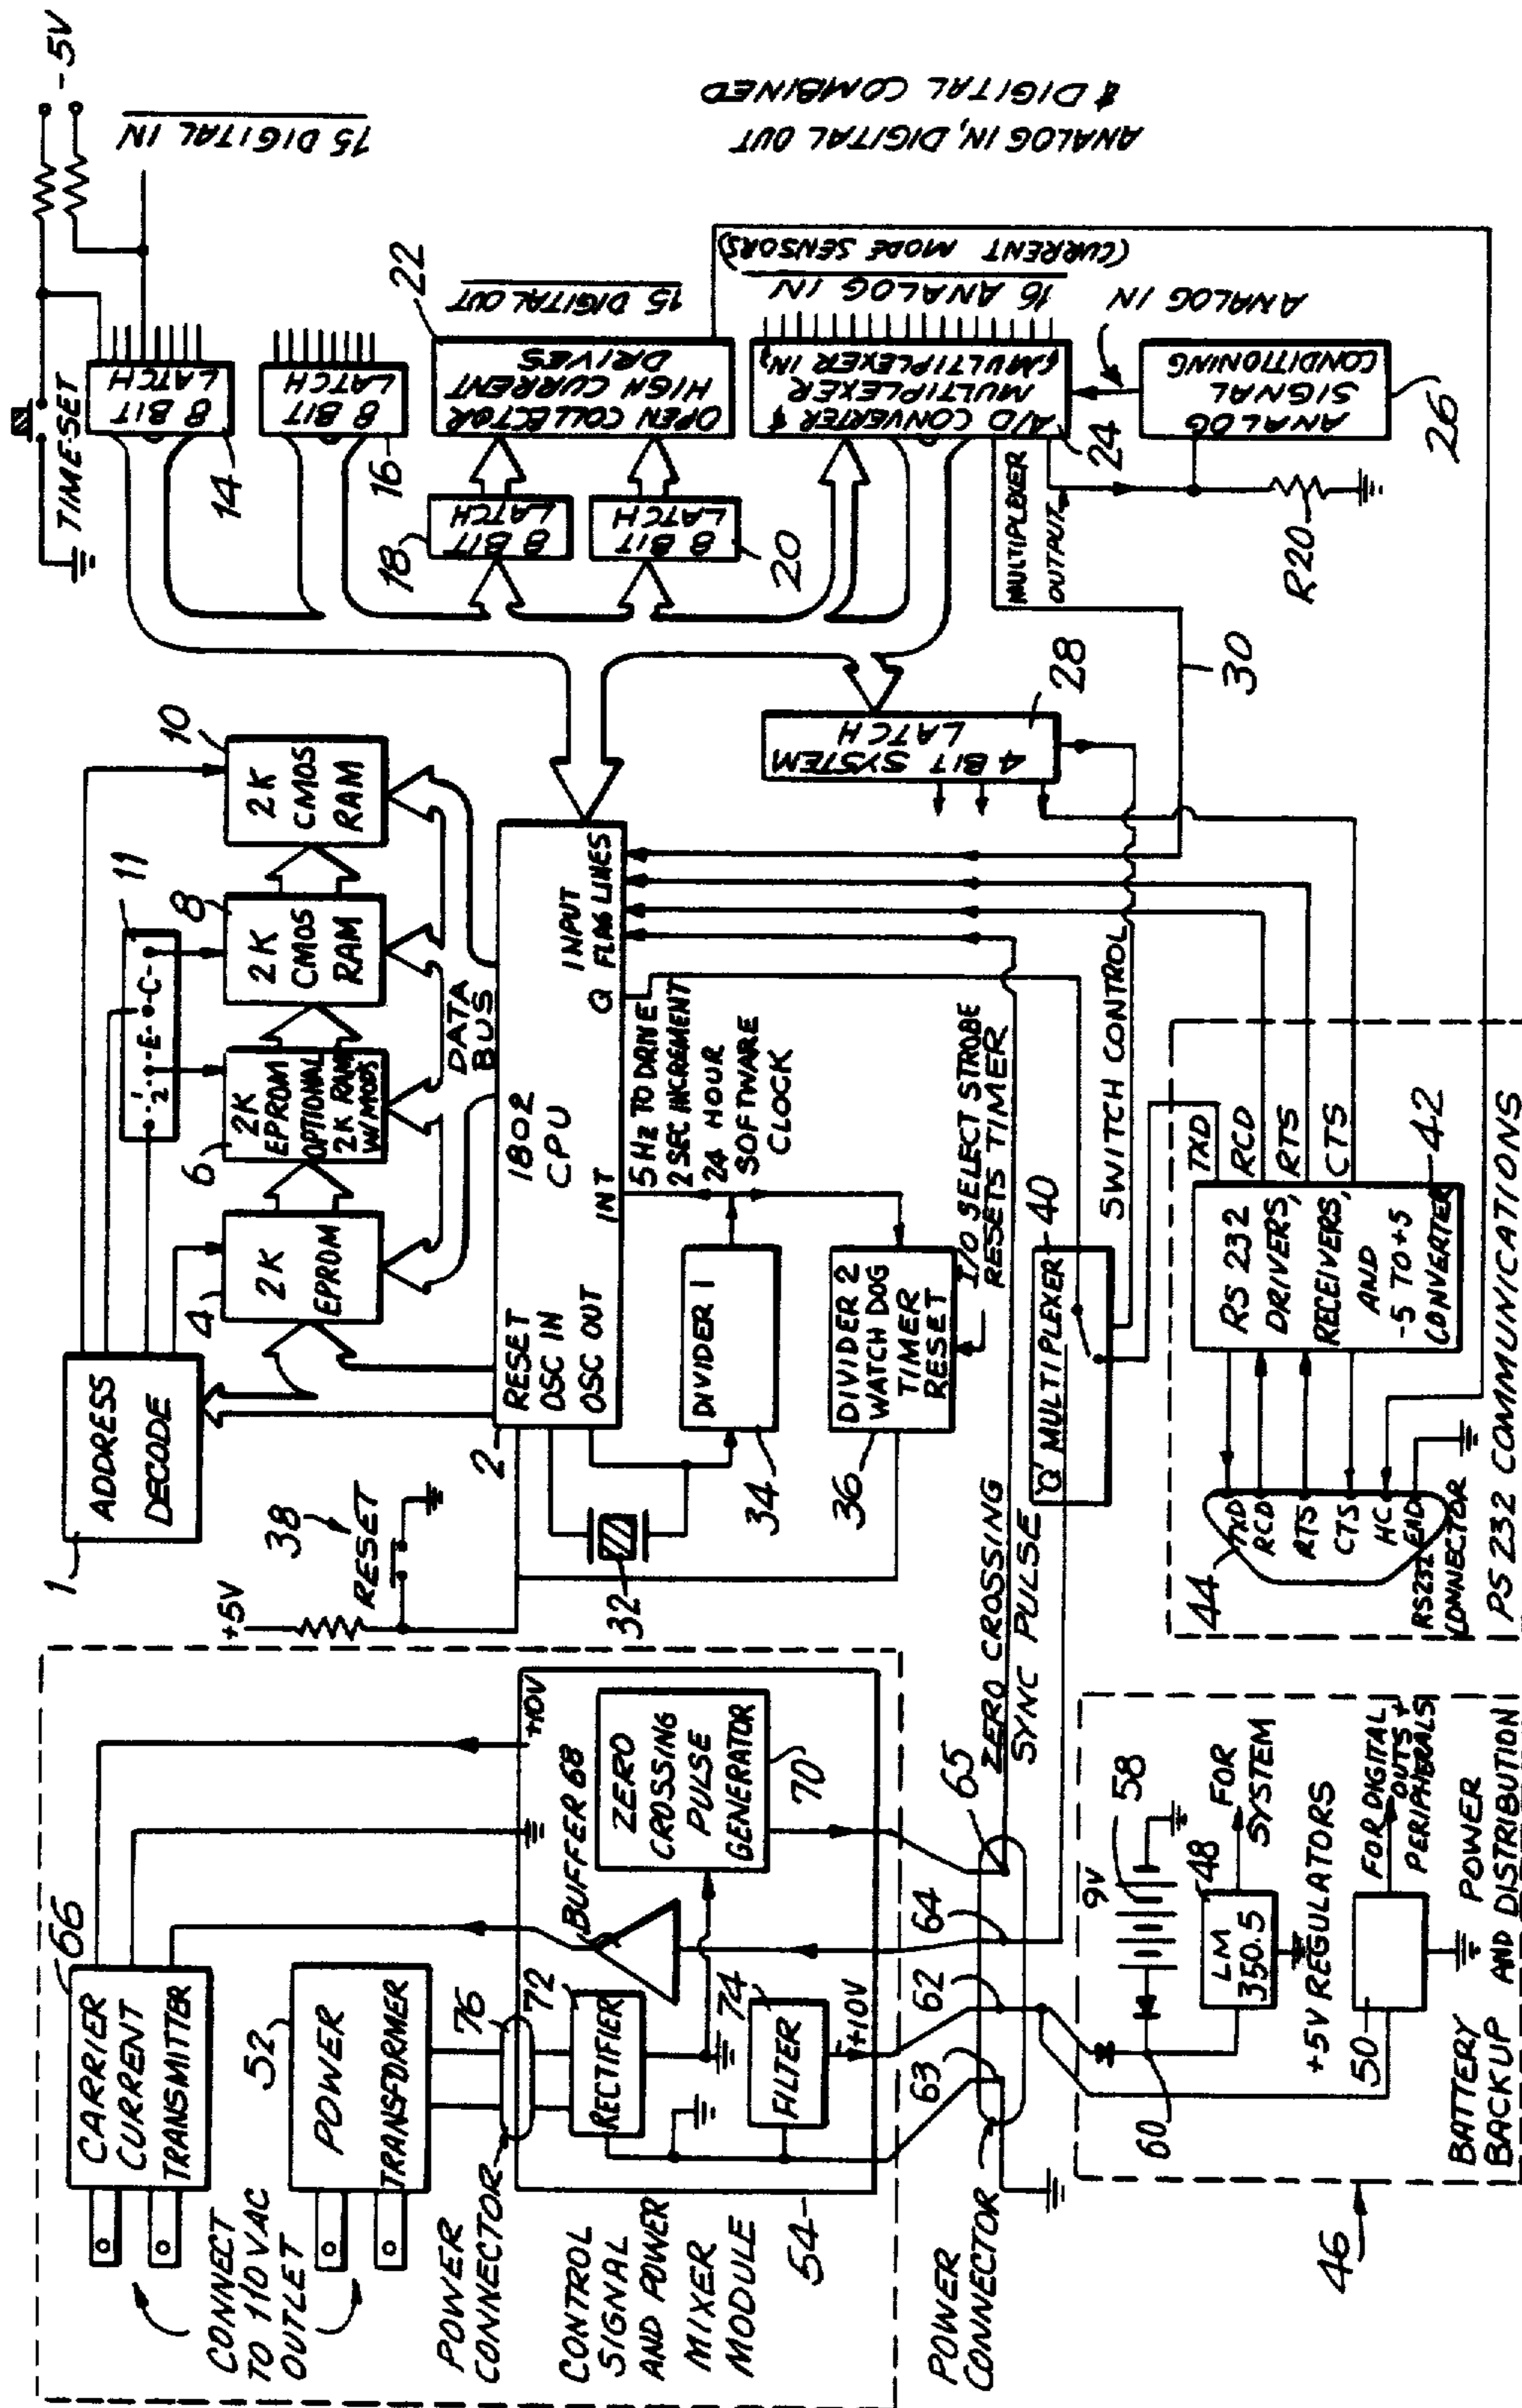 1
ADDRESS
DECODE
+5V
38
RESET
4
2K
EPROM
6
2K
EPROM
OPTIONAL
2K RAM
W/MODS
11
1
2
-E-
-C-
8
2K
CMOS
RAM
10
2K
CMOS
RAM
DATA
BUS
2
RESET
OSC IN
OSC OUT
1802
CPU
INT
Q
INPUT
FLAG LINES
5 HZ TO DRIVE
2 SEC INCREMENT
24 HOUR
SOFTWARE
CLOCK
32
DIVIDER 1
34
DIVIDER 2
WATCH DOG
TIMER
RESET
36
I/O SELECT STROBE
RESETS TIMER
'Q' MULTIPLEXER
40
SWITCH CONTROL
ZERO CROSSING
SYNC PULSE
TIME-SET
-5V
8 BIT
LATCH
14
15 DIGITAL IN
8 BIT
LATCH
16
18
8 BIT
LATCH
8 BIT
LATCH
20
OPEN COLLECTOR
HIGH CURRENT
DRIVES
22
15 DIGITAL OUT
A/D CONVERTER &
MULTIPLEXER
(MULTIPLEXER IN)
24
16 ANALOG IN
(CURRENT MODE SENSORS)
ANALOG IN, DIGITAL OUT
& DIGITAL COMBINED
MULTIPLEXER
OUTPUT
ANALOG IN
ANALOG
SIGNAL
CONDITIONING
26
R20
4 BIT SYSTEM
LATCH
28
30
66
CARRIER
CURRENT
TRANSMITTER
52
POWER
TRANSFORMER
CONNECT
TO 110 VAC
OUTLET
POWER
CONNECTOR
76
CONTROL
SIGNAL
AND POWER
MIXER
MODULE
54
72
RECTIFIER
74
FILTER
+10V
BUFFER 68
ZERO
CROSSING
PULSE
GENERATOR
70
+10V
POWER
CONNECTOR
63
62
64
65
46
60
9V
58
LM
350.5
48
FOR
SYSTEM
+5V REGULATORS
50
FOR DIGITAL
OUTS +
PERIPHERALS
BATTERY
BACKUP
POWER
AND DISTRIBUTION
44
TXD
RCD
RTS
CTS
HC
END
RS232
CONNECTOR
RS 232
DRIVERS,
RECEIVERS,
AND
-5 TO +5
CONVERTER
42
TXD
RCD
RTS
CTS
PS 232 COMMUNICATIONS